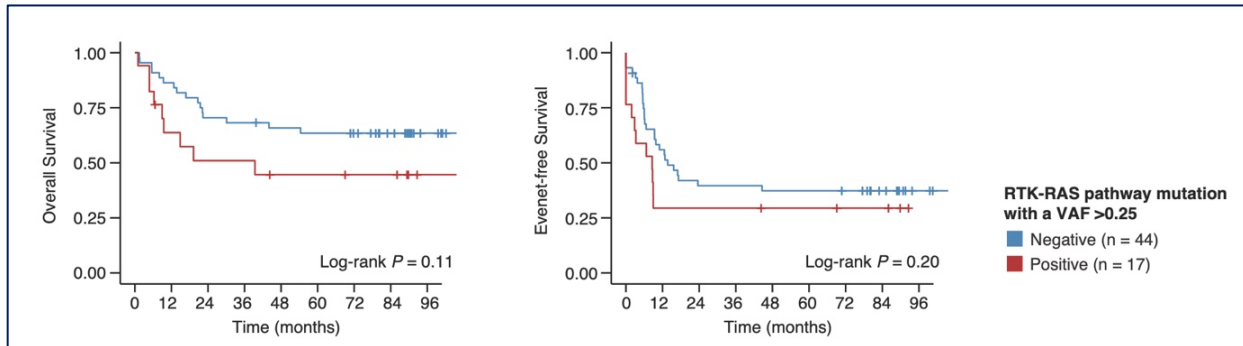 Overall Survival
1.00
0.75
0.50
0.25
0.00
Log-rank P = 0.11
0 12 24 36 48 60 72 84 96
Time (months)
Evenet-free Survival
1.00
0.75
0.50
0.25
0.00
Log-rank P = 0.20
0 12 24 36 48 60 72 84 96
Time (months)
RTK-RAS pathway mutation
with a VAF >0.25
Negative (n = 44)
Positive (n = 17)